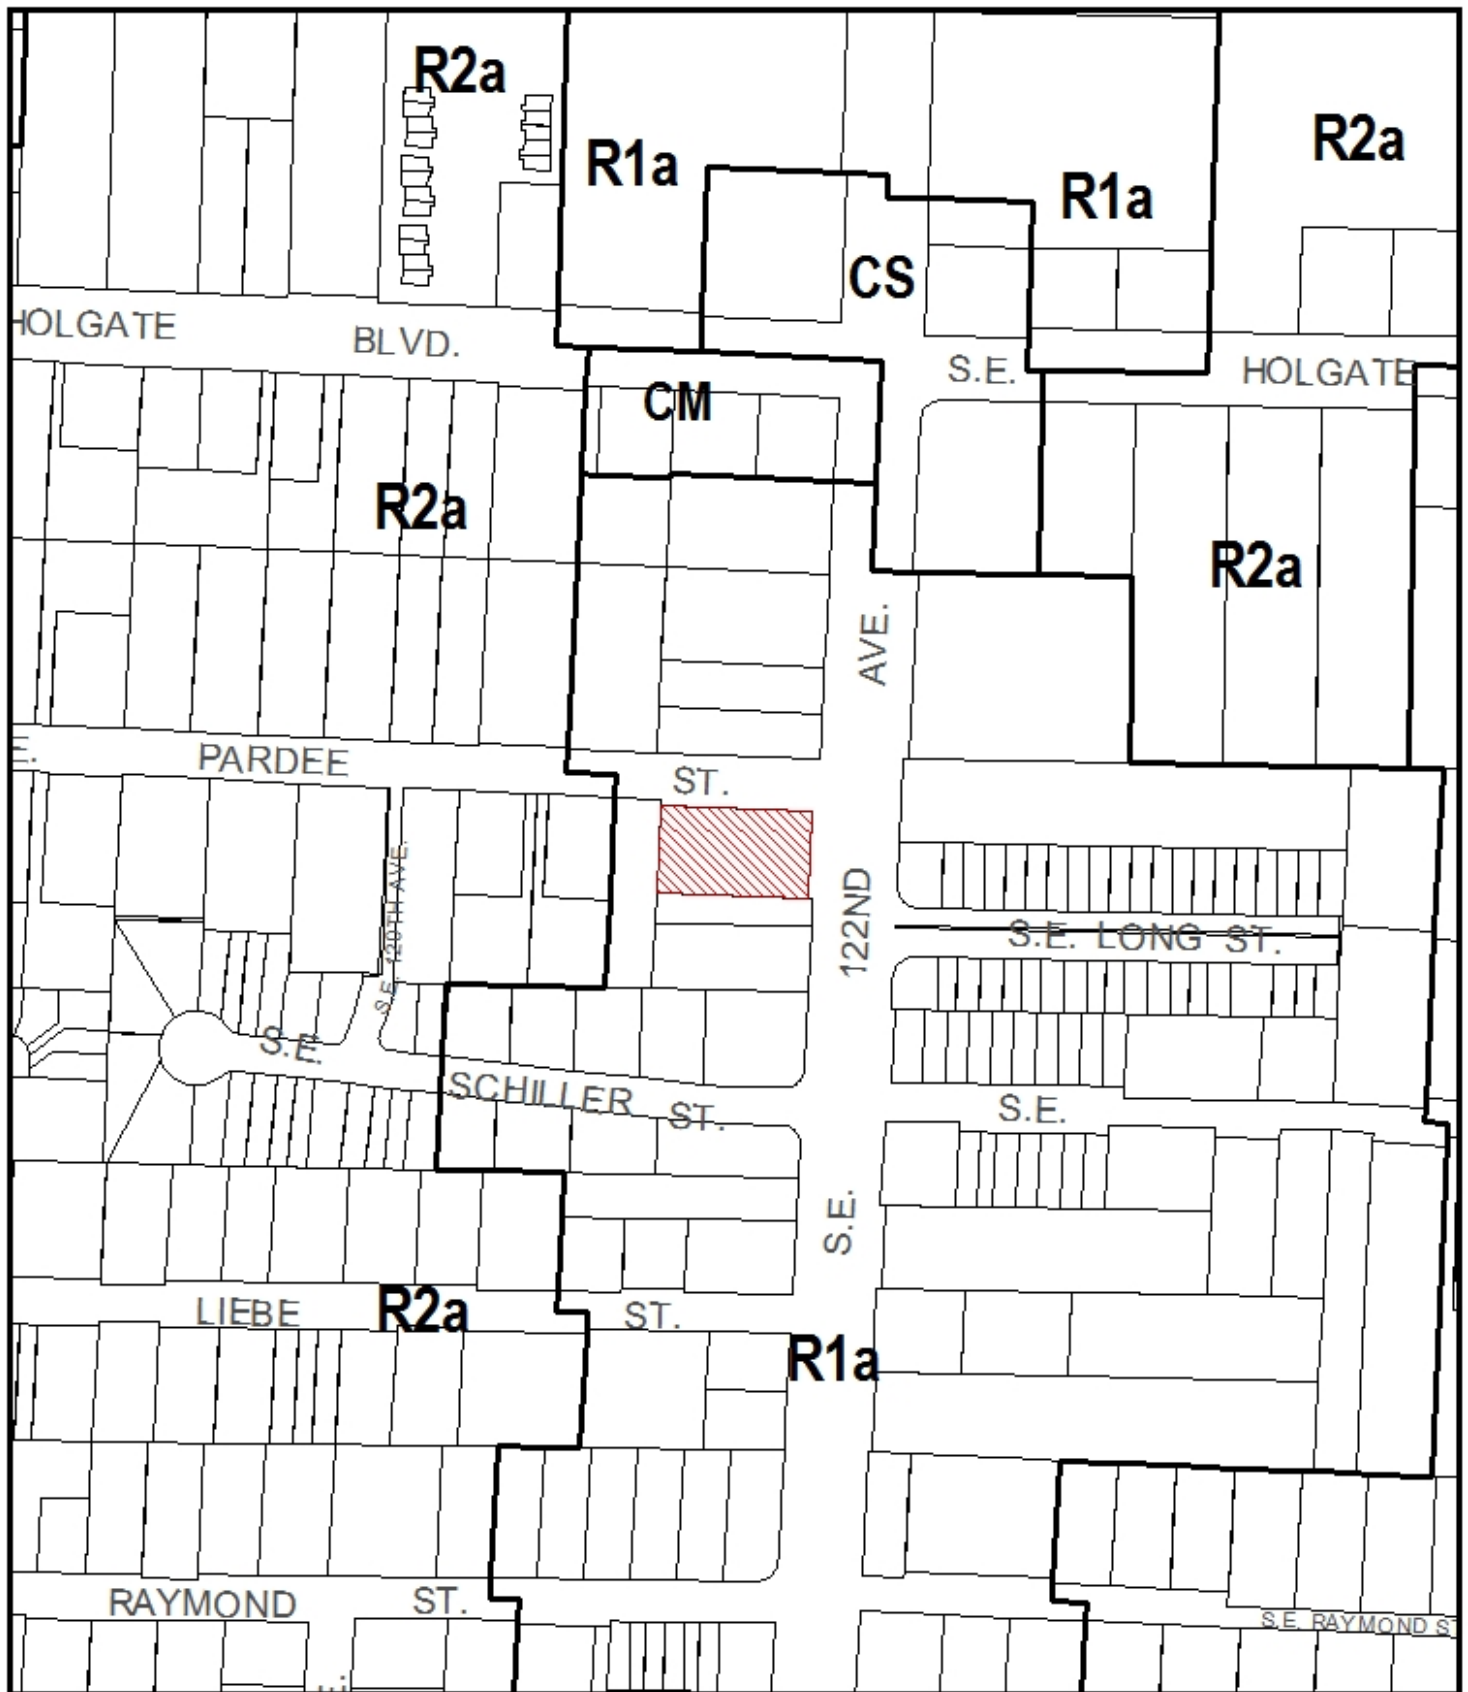 R2a
R1a
R2a
R1a
CS
HOLGATE BLVD.
S.E. HOLGATE
CM
R2a
R2a
AVE.
E. PARDEE ST.
S.E. 120TH AVE.
122ND
S.E. LONG ST.
S.E. SCHILLER ST.
S.E.
S.E.
LIEBE R2a ST.
R1a
RAYMOND ST.
S.E. RAYMOND ST
E.